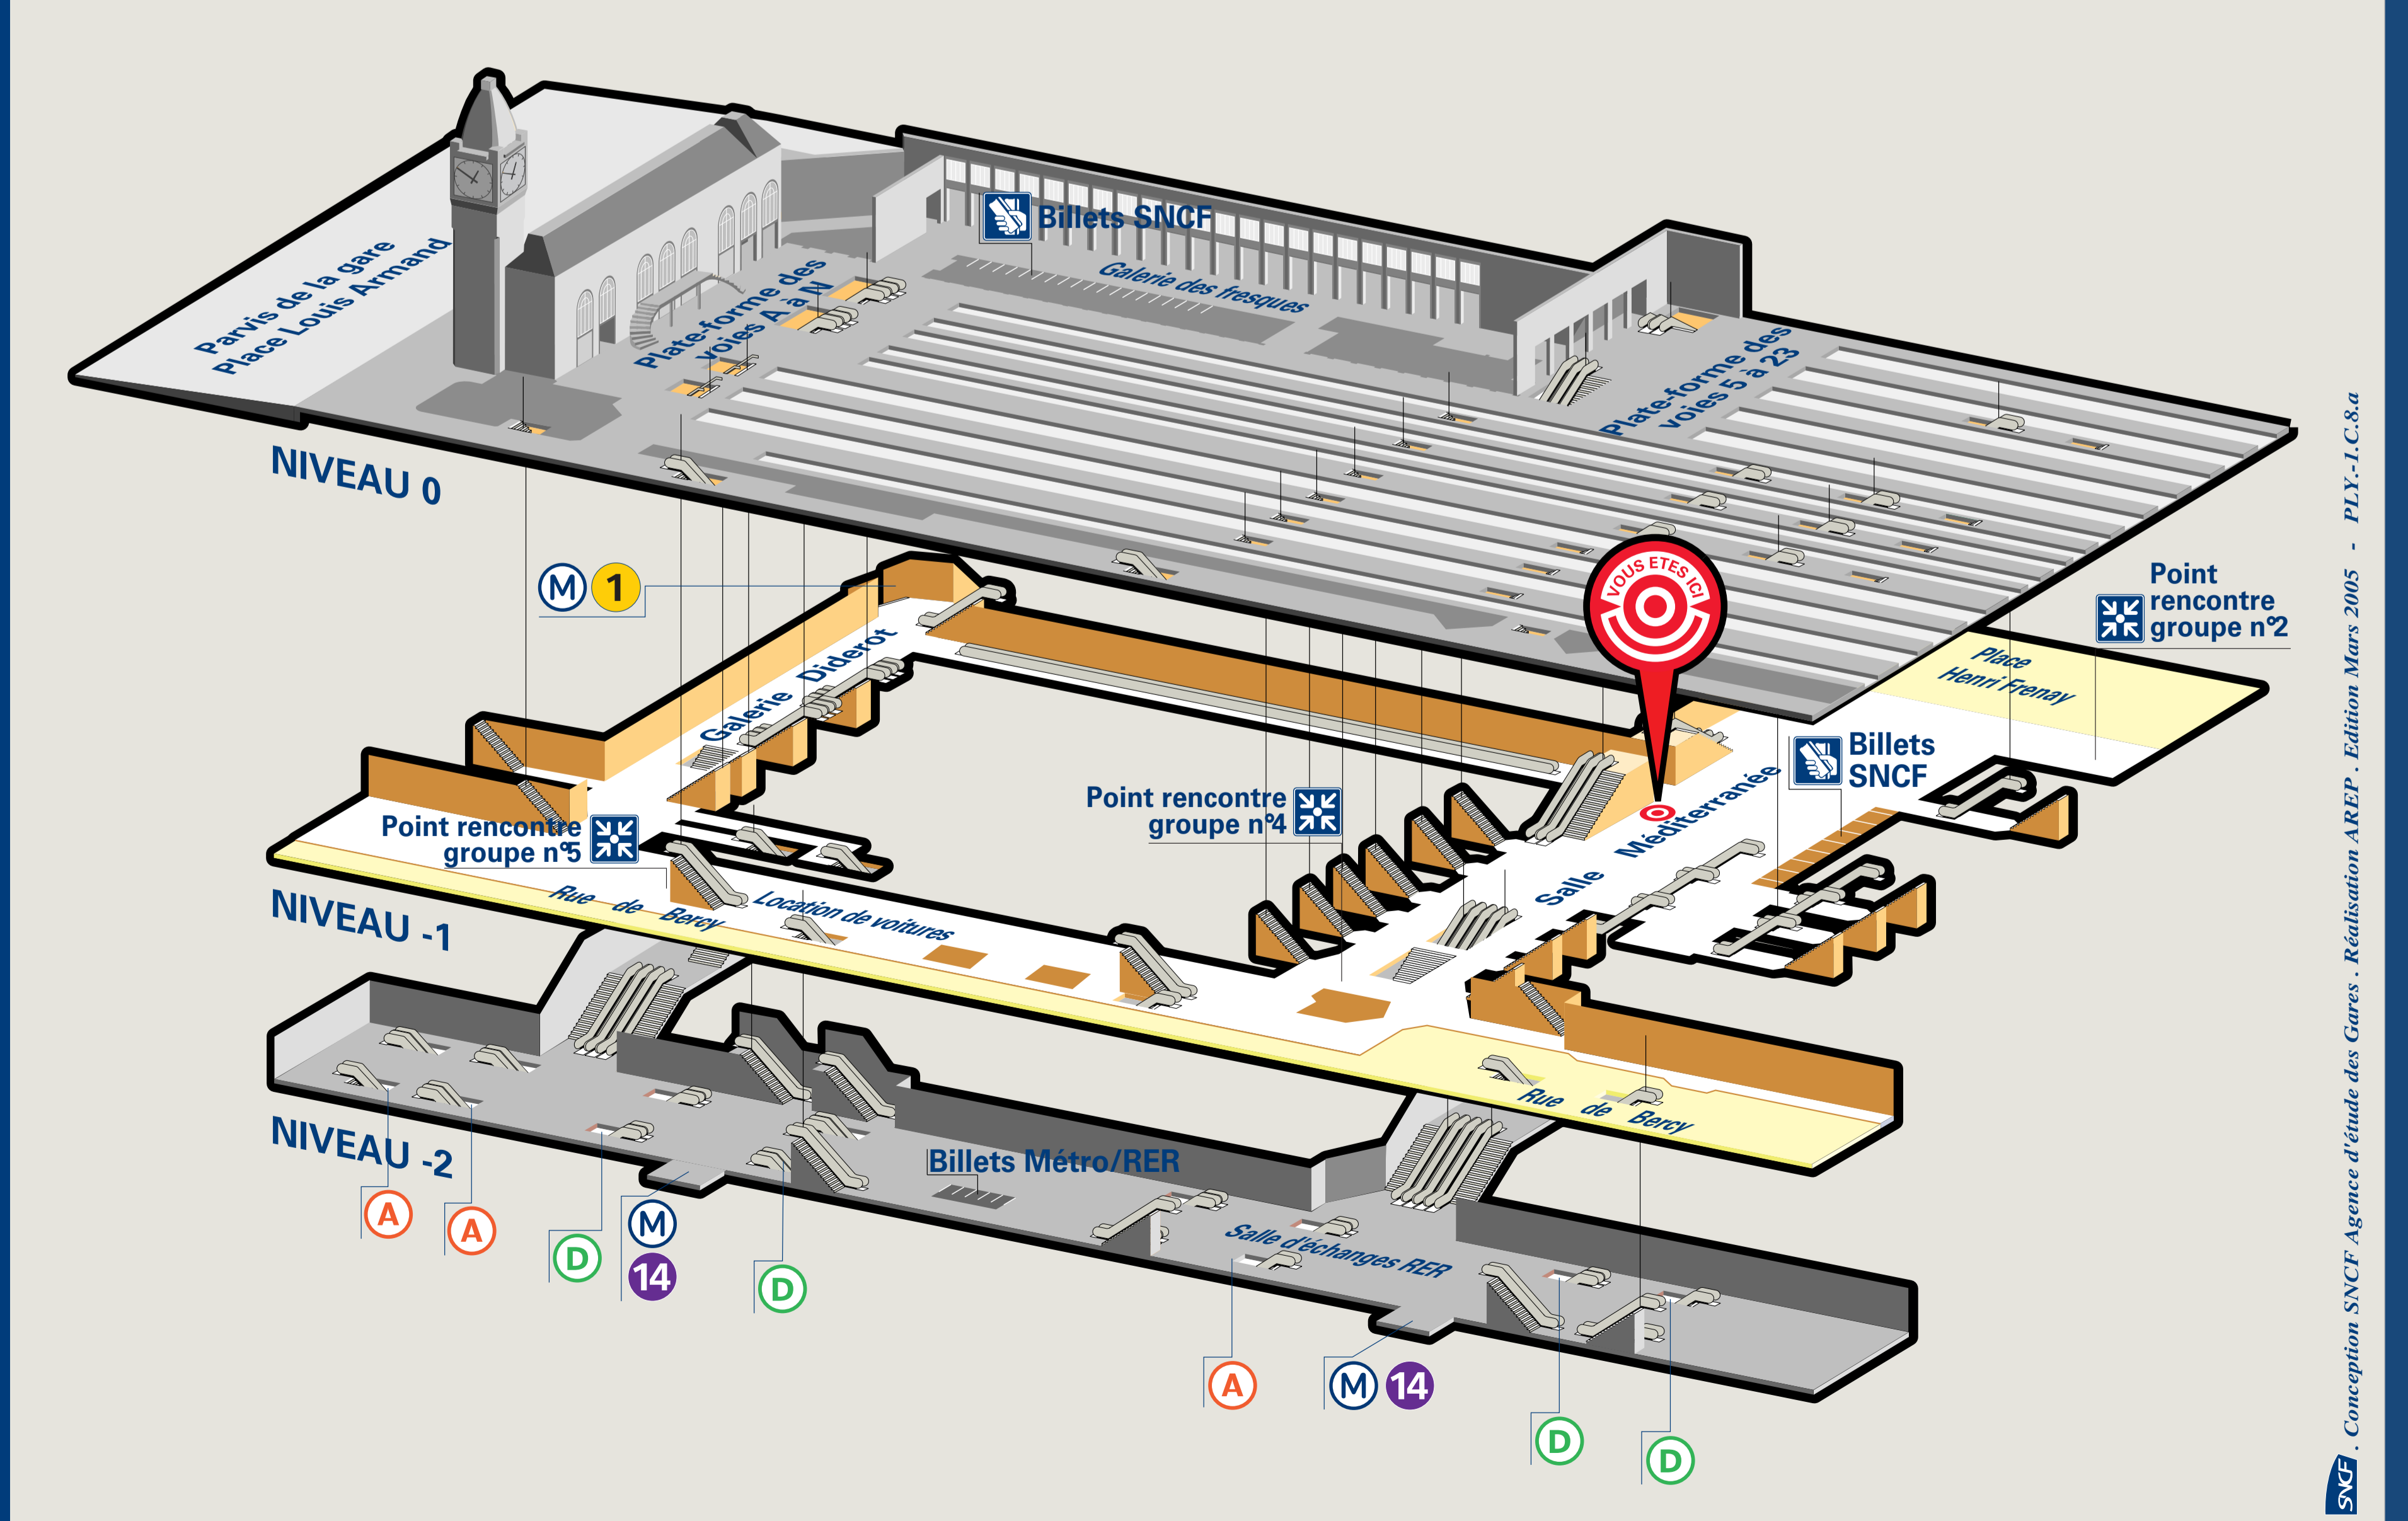 Parvis de la gare
Place Louis Armand
Billets SNCF
Galerie des fresques
Plate-forme des
voies A à N
Plate-forme des
voies 5 à 23
NIVEAU 0
M 1
VOUS ETES ICI
Point
rencontre
groupe n°2
Place
Henri Frenay
Galerie Diderot
Billets
SNCF
Point rencontre
groupe n°4
Salle Méditerranée
Point rencontre
groupe n°5
Rue de Bercy
Location de voitures
NIVEAU -1
Rue de Bercy
NIVEAU -2
Billets Métro/RER
Salle d'échanges RER
A
A
D
M
14
D
A
M 14
D
D
SNCF . Conception SNCF Agence d'étude des Gares . Réalisation AREP . Edition Mars 2005 - PLY.-1.C.8.a